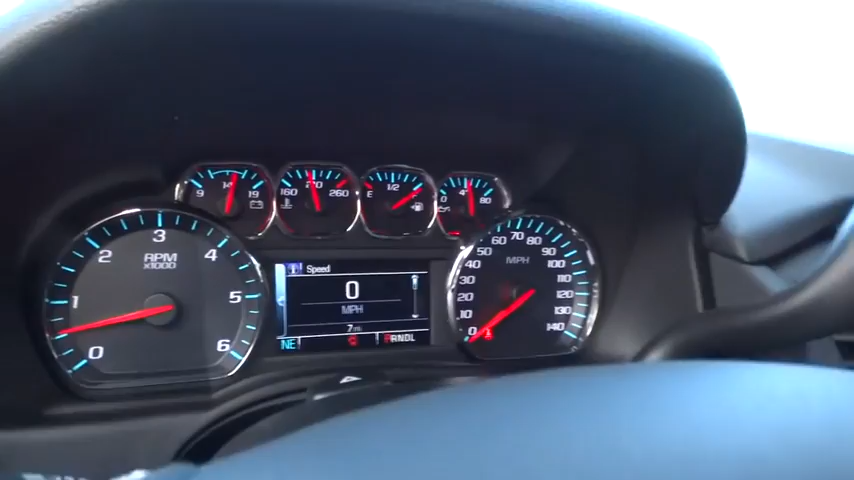 9 14 19
160 210 260
E 1/2
0 40 80
3
2 4
RPM
X1000
1 5
0 6
Speed
0
MPH
7 mi
NE PRNDL
70
60 80
50 90
MPH
40 100
30 110
20 120
10 130
0 140